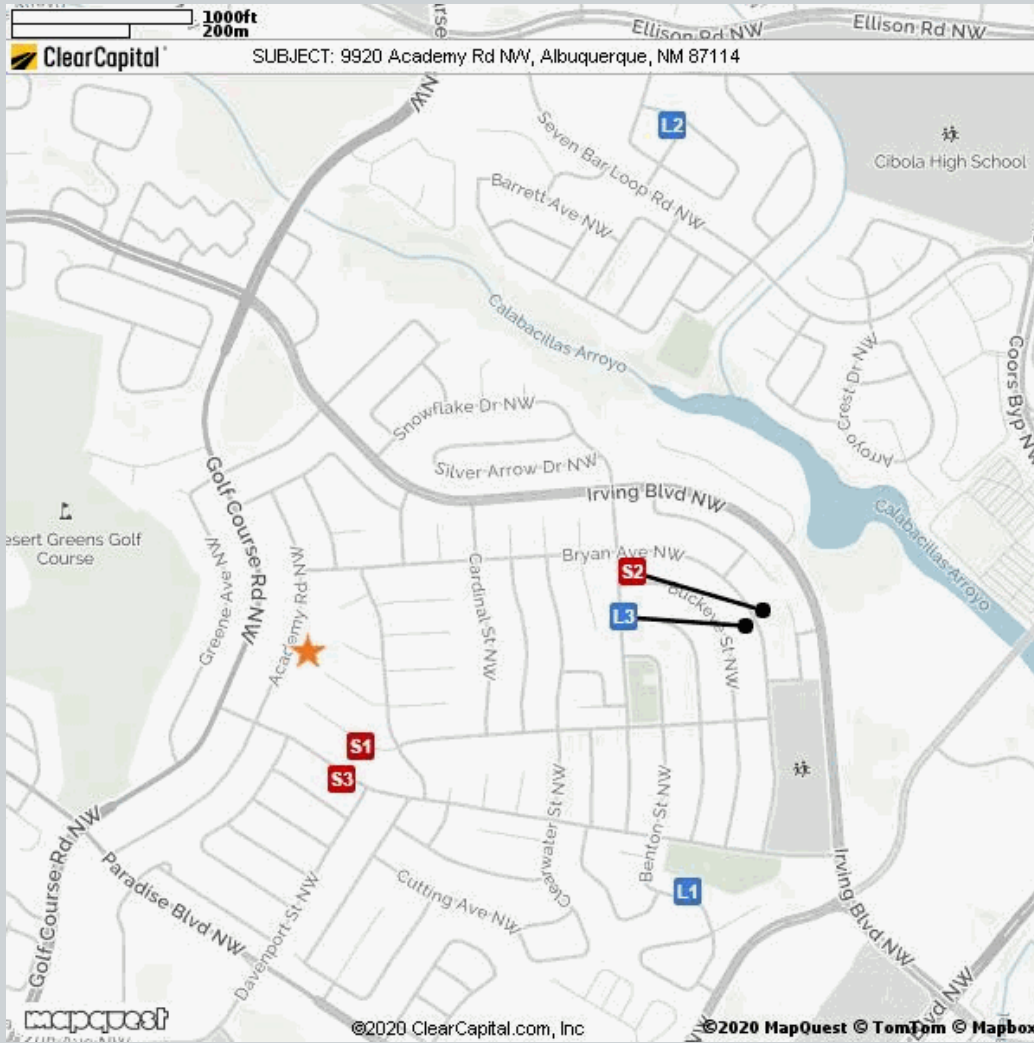 1000ft
200m
Ellison Rd NW
Ellison Rd NW
ClearCapital
SUBJECT: 9920 Academy Rd NW, Albuquerque, NM 87114
NW
L2
Seven Bar Loop Rd NW
Cibola High School
Barrett Ave NW
Calabacillas Arroyo
Coors Byp NW
Arroyo Crest Dr NW
Snowflake Dr NW
Silver Arrow Dr NW
Irving Blvd NW
Golf Course Rd NW
Calabacillas Arroyo
esert Greens Golf
Course
Greene Ave NW
Academy Rd NW
Cardinal St NW
Bryan Ave NW
S2
Buckeye St NW
L3
S1
S3
Clearwater St NW
Benton St NW
Golf Course Rd NW
Paradise Blvd NW
Davenport St NW
Cutting Ave NW
L1
Irving Blvd NW
Blvd NW
NW
mapquest
©2020 ClearCapital.com, Inc
©2020 MapQuest © TomTom © Mapbox